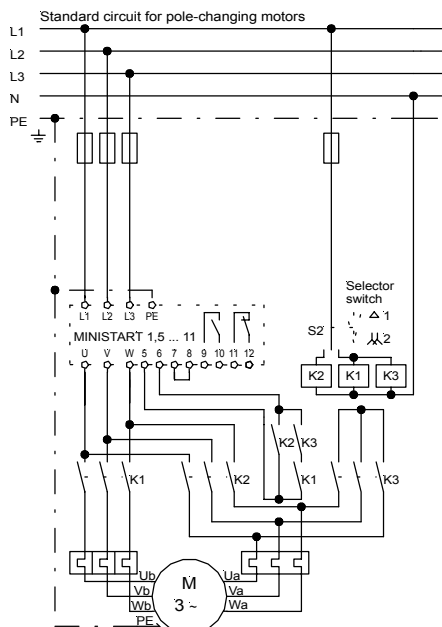 Standard circuit for pole-changing motors
L1
L2
L3
N
PE
Selector
switch
S2
△ 1
2
L1 L2 L3 PE
MINISTART 1,5 ... 11
U V W 5 6 7 8 9 10 11 12
K2 K1 K3
K2 K3
K1 K2 K1 K3
Ub M Ua
Vb 3 ~ Va
Wb Wa
PE